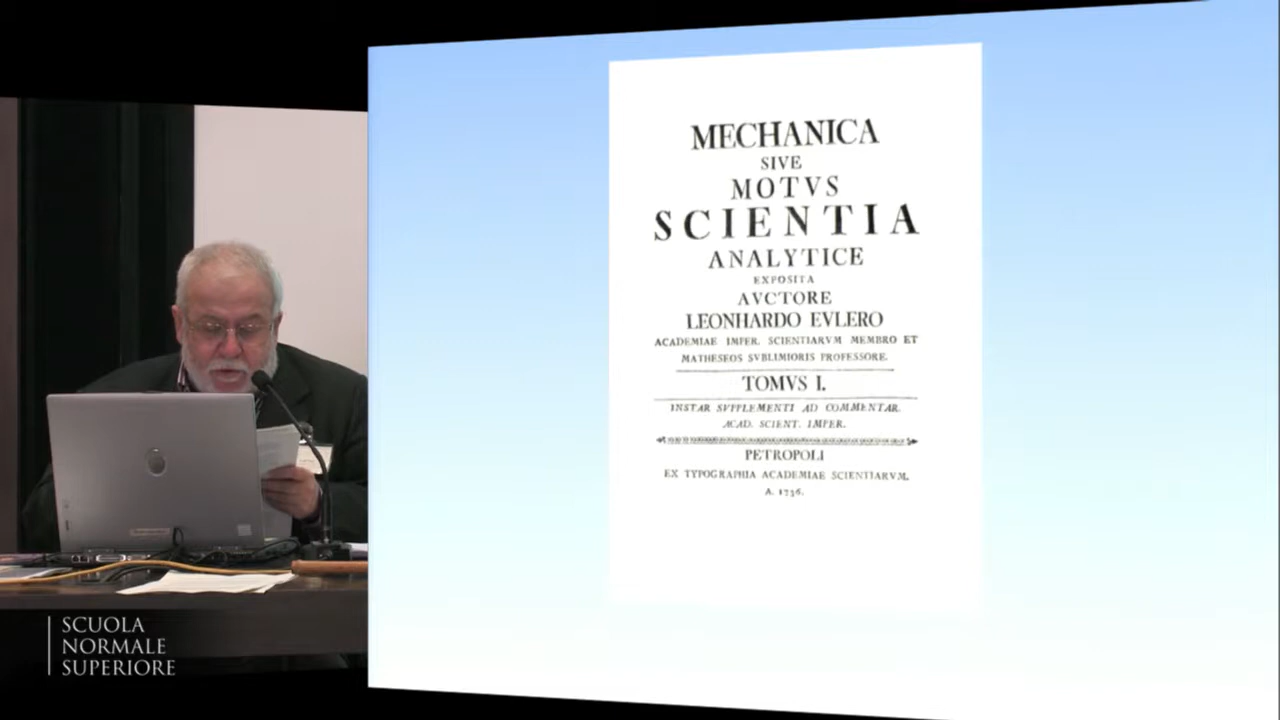 MECHANICA
SIVE
MOTVS
SCIENTIA
ANALYTICE
EXPOSITA
AVCTORE
LEONHARDO EVLERO
ACADEMIAE IMPER. SCIENTIARVM MEMBRO ET
MATHESEOS SVBLIMIORIS PROFESSORE.
TOMVS I.
INSTAR SVPPLEMENTI AD COMMENTAR.
ACAD. SCIENT. IMPER.
PETROPOLI
EX TYPOGRAPHIA ACADEMIAE SCIENTIARVM.
A. 1736.
SCUOLA
NORMALE
SUPERIORE